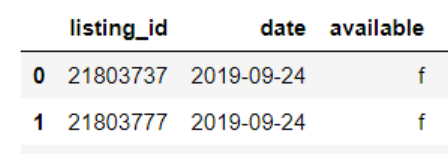 listing_id date available
0 21803737 2019-09-24 f
1 21803777 2019-09-24 f